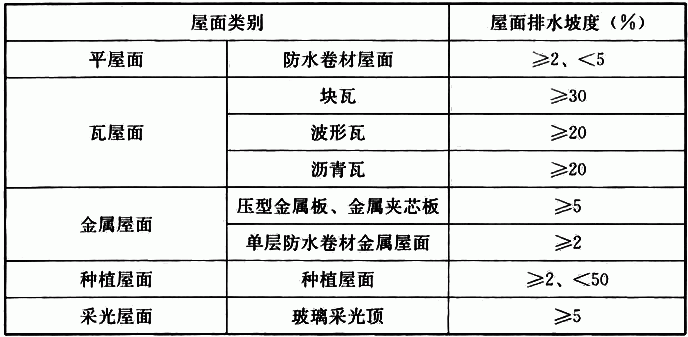 屋面类别 屋面排水坡度（%）
平屋面 防水卷材屋面 ≥2、<5
瓦屋面 块瓦 ≥30
波形瓦 ≥20
沥青瓦 ≥20
金属屋面 压型金属板、金属夹芯板 ≥5
单层防水卷材金属屋面 ≥2
种植屋面 种植屋面 ≥2、<50
采光屋面 玻璃采光顶 ≥5